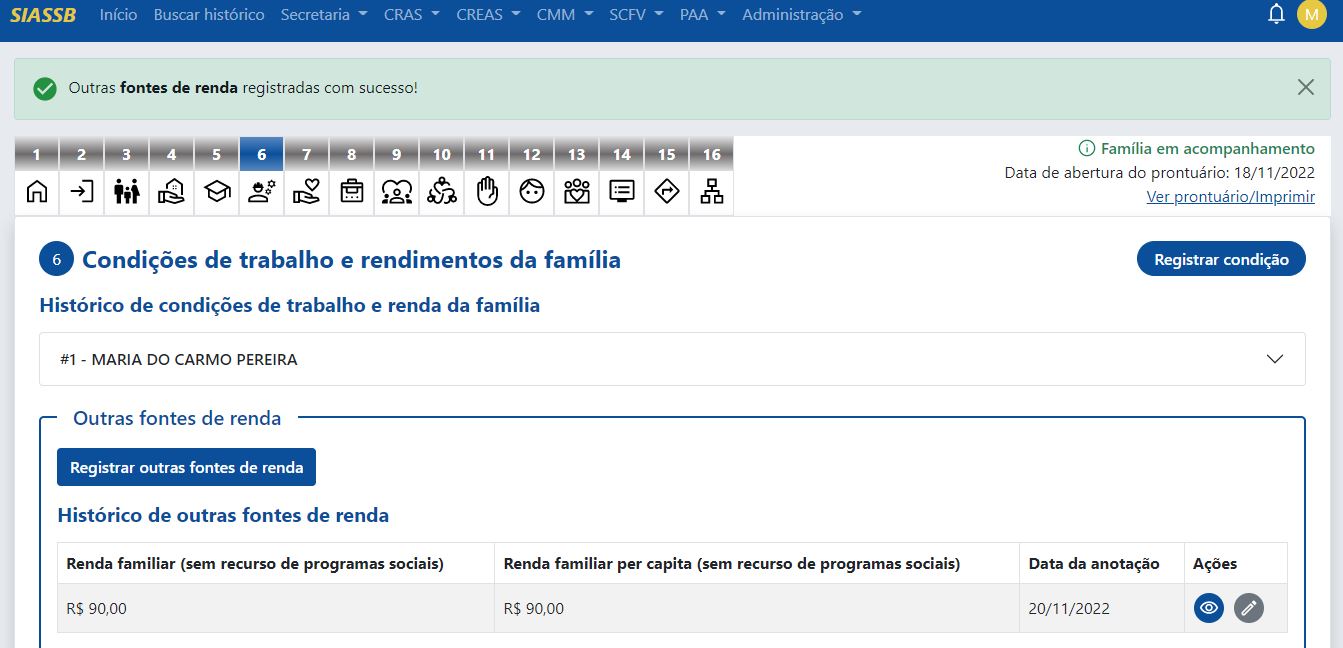 SIASSB Início Buscar histórico Secretaria CRAS CREAS CMM SCFV PAA Administração M
Outras fontes de renda registradas com sucesso!
1 2 3 4 5 6 7 8 9 10 11 12 13 14 15 16
Família em acompanhamento
Data de abertura do prontuário: 18/11/2022
Ver prontuário/Imprimir
6 Condições de trabalho e rendimentos da família Registrar condição
Histórico de condições de trabalho e renda da família
#1 - MARIA DO CARMO PEREIRA
Outras fontes de renda
Registrar outras fontes de renda
Histórico de outras fontes de renda
Renda familiar (sem recurso de programas sociais) Renda familiar per capita (sem recurso de programas sociais) Data da anotação Ações
R$ 90,00 R$ 90,00 20/11/2022